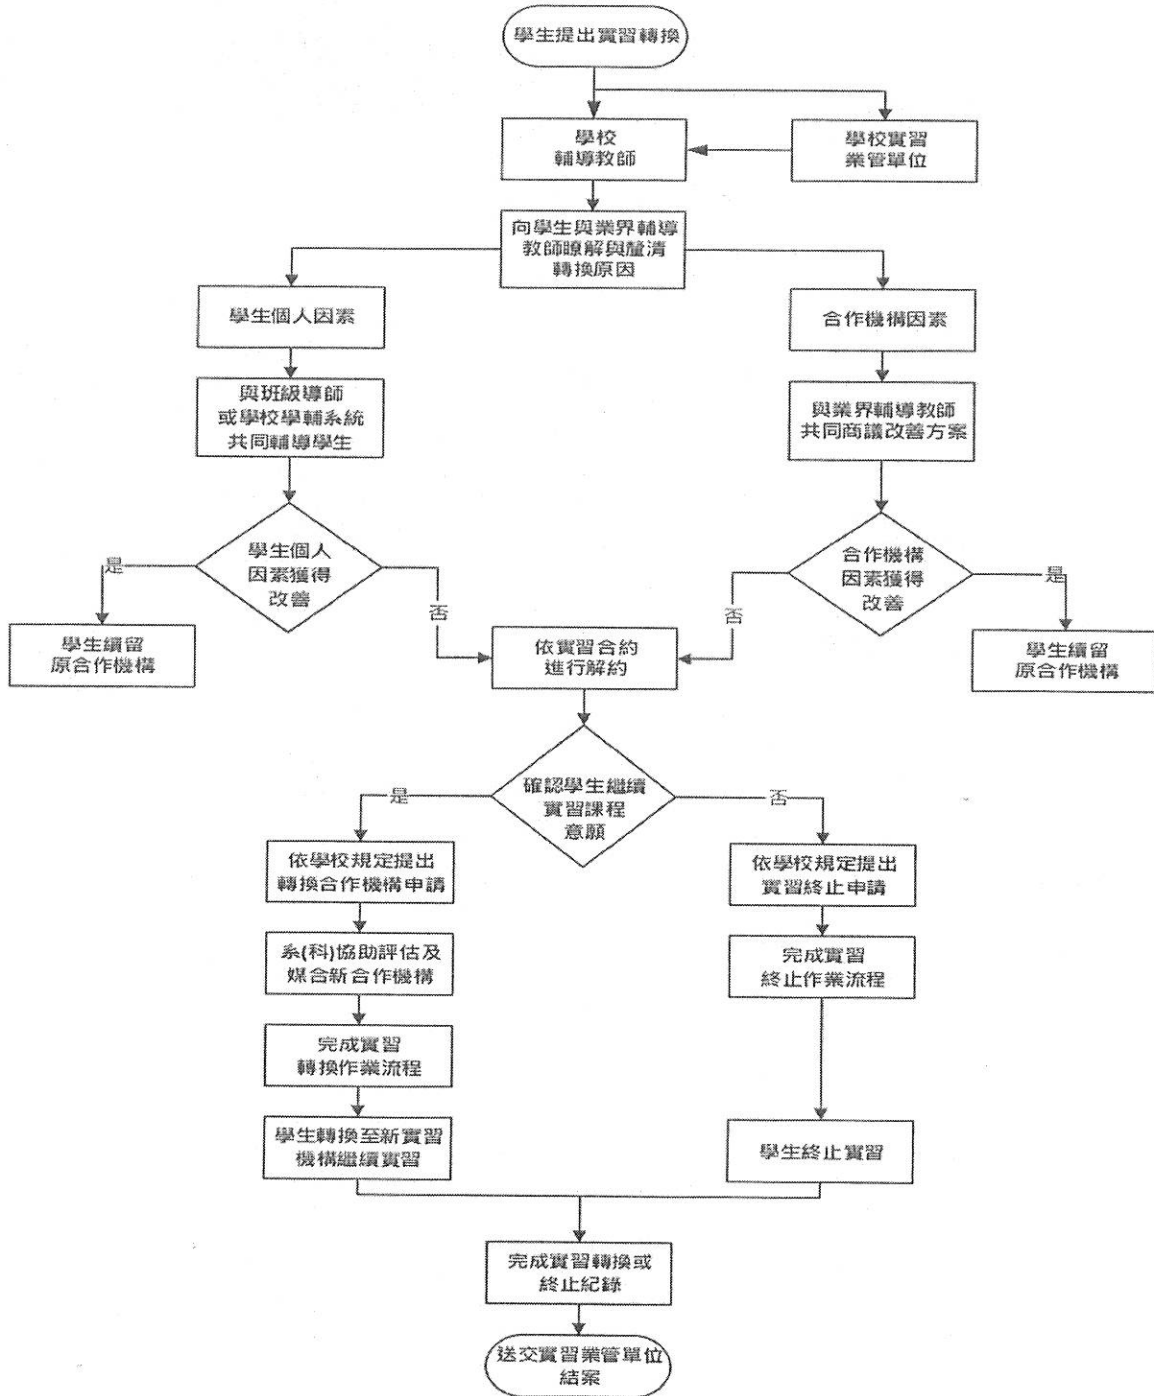 學生提出實習轉換
學校
輔導教師
學校實習
業管單位
向學生與業界輔導
教師瞭解與釐清
轉換原因
學生個人因素
合作機構因素
與班級導師
或學校學輔系統
共同輔導學生
與業界輔導教師
共同商議改善方案
學生個人
因素獲得
改善
合作機構
因素獲得
改善
是
否
否
是
學生續留
原合作機構
依實習合約
進行解約
學生續留
原合作機構
確認學生繼續
實習課程
意願
是
否
依學校規定提出
轉換合作機構申請
依學校規定提出
實習終止申請
系(科)協助評估及
媒合新合作機構
完成實習
終止作業流程
完成實習
轉換作業流程
學生轉換至新實習
機構繼續實習
學生終止實習
完成實習轉換或
終止紀錄
送交實習業管單位
結案